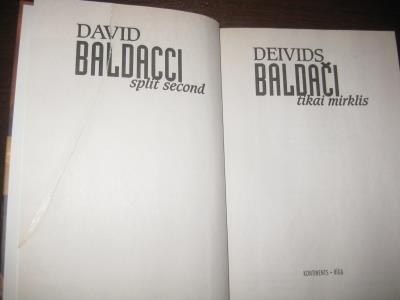 DAVID
BALDACCI
split second
DEIVIDS
BALDAČI
tikai mirklis
KONTINENTS • RĪGA